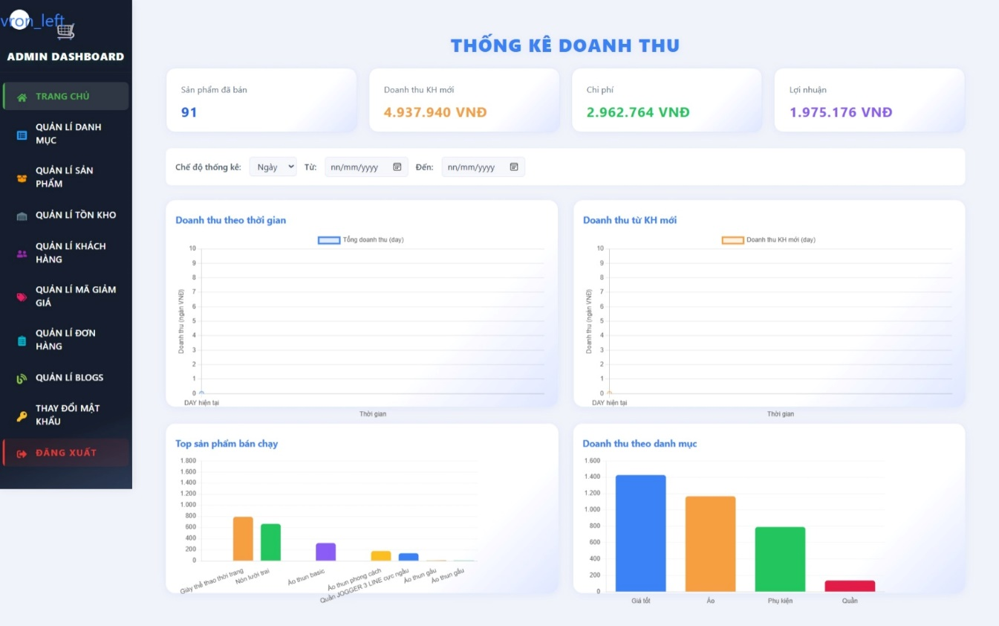 vron_left
ADMIN DASHBOARD
TRANG CHỦ
QUẢN LÍ DANH
MỤC
QUẢN LÍ SẢN
PHẨM
QUẢN LÍ TỒN KHO
QUẢN LÍ KHÁCH
HÀNG
QUẢN LÍ MÃ GIẢM
GIÁ
QUẢN LÍ ĐƠN
HÀNG
QUẢN LÍ BLOGS
THAY ĐỔI MẬT
KHẨU
ĐĂNG XUẤT
THỐNG KÊ DOANH THU
Sản phẩm đã bán
91
Doanh thu KH mới
4.937.940 VNĐ
Chi phí
2.962.764 VNĐ
Lợi nhuận
1.975.176 VNĐ
Chế độ thống kê: Ngày Từ: nn/mm/yyyy Đến: nn/mm/yyyy
Doanh thu theo thời gian
Tổng doanh thu (day)
Doanh thu (ngàn VNĐ)
10
9
8
7
6
5
4
3
2
1
0
DAY hiện tại
Thời gian
Doanh thu từ KH mới
Doanh thu KH mới (day)
Doanh thu (ngàn VNĐ)
10
9
8
7
6
5
4
3
2
1
0
DAY hiện tại
Thời gian
Top sản phẩm bán chạy
1.800
1.600
1.400
1.200
1.000
800
600
400
200
0
Giày thể thao thời trang
Nón lưỡi trai
Áo thun basic
Áo thun phong cách
Quần JOGGER 3 LINE cực ngầu
Áo thun gấu
Áo thun gấu
Doanh thu theo danh mục
1.600
1.400
1.200
1.000
800
600
400
200
0
Giá tốt
Áo
Phụ kiện
Quần